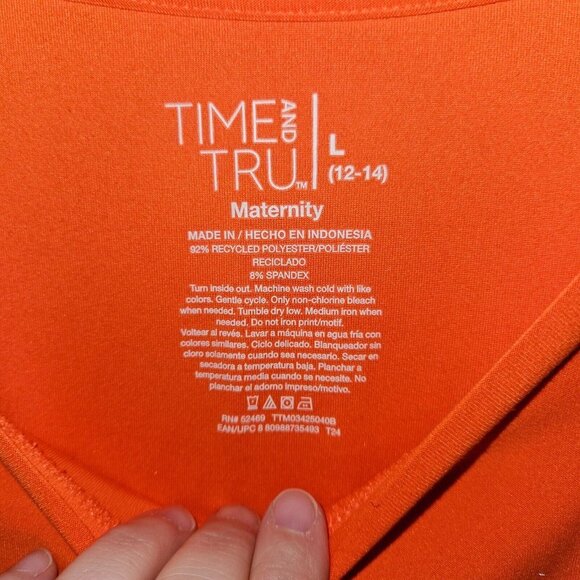 TIME AND
TRU™
L
(12-14)
Maternity
MADE IN / HECHO EN INDONESIA
92% RECYCLED POLYESTER/POLIÉSTER
RECICLADO
8% SPANDEX
Turn inside out. Machine wash cold with like
colors. Gentle cycle. Only non-chlorine bleach
when needed. Tumble dry low. Medium iron when
needed. Do not iron print/motif.
Voltear al revés. Lavar a máquina en agua fría con
colores similares. Ciclo delicado. Blanqueador sin
cloro solamente cuando sea necesario. Secar en
secadora a temperatura baja. Planchar a
temperatura media cuando se necesite. No
planchar el adorno impreso/motivo.
RN# 52469 TTM03425040B
EAN/UPC 8 80988735493 T24